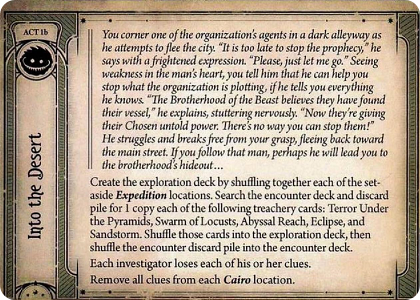 ACT 1b
Into the Desert
You corner one of the organization's agents in a dark alleyway as
he attempts to flee the city. "It is too late to stop the prophecy," he
says with a frightened expression. "Please, just let me go." Seeing
weakness in the man's heart, you tell him that he can help you
stop what the organization is plotting, if he tells you everything
he knows. "The Brotherhood of the Beast believes they have found
their vessel," he explains, stuttering nervously. "Now they're giving
their Chosen untold power. There's no way you can stop them!"
He struggles and breaks free from your grasp, fleeing back toward
the main street. If you follow that man, perhaps he will lead you to
the brotherhood's hideout…
Create the exploration deck by shuffling together each of the set-
aside Expedition locations. Search the encounter deck and discard
pile for 1 copy each of the following treachery cards: Terror Under
the Pyramids, Swarm of Locusts, Abyssal Reach, Eclipse, and
Sandstorm. Shuffle those cards into the exploration deck, then
shuffle the encounter discard pile into the encounter deck.
Each investigator loses each of his or her clues.
Remove all clues from each Cairo location.